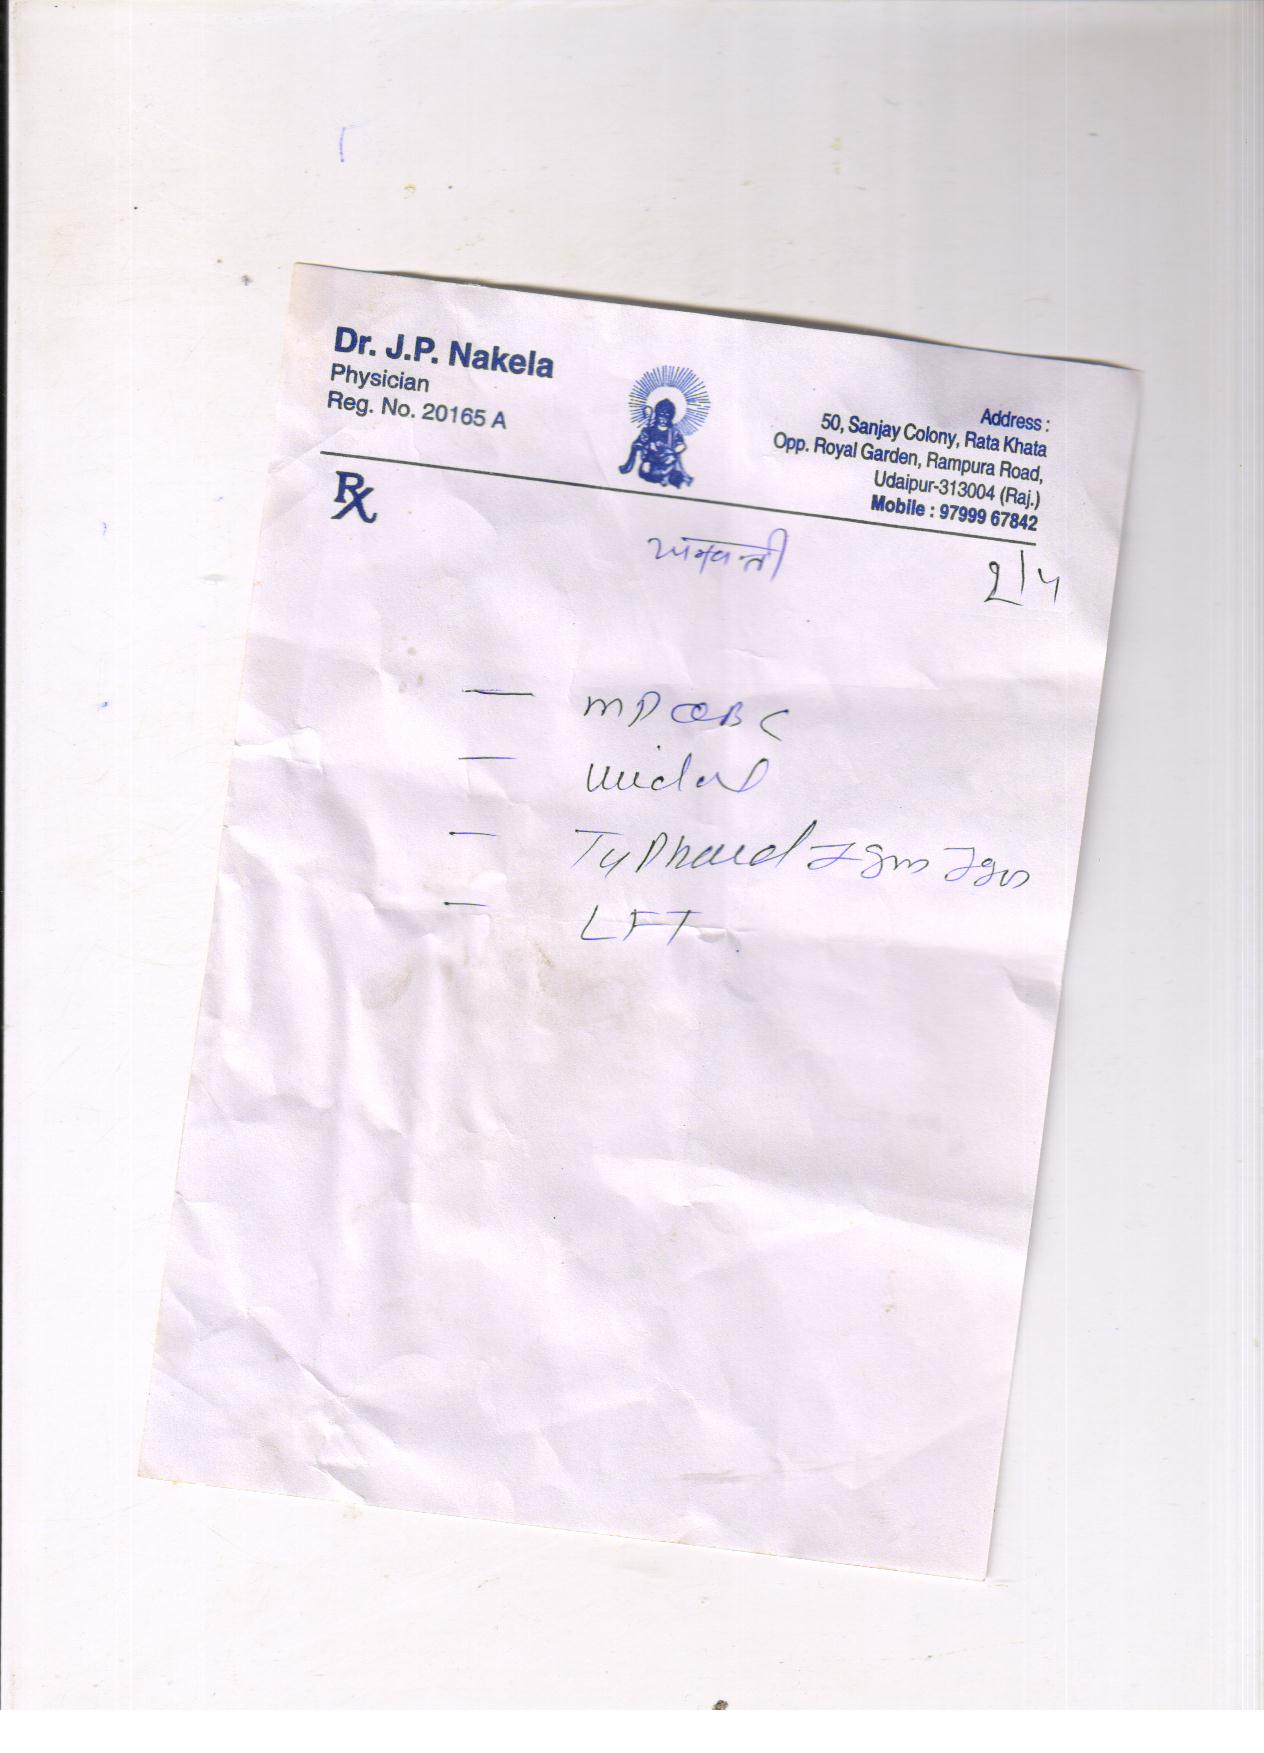 Dr. J.P. Nakela
Physician
Reg. No. 20165 A
Address :
50, Sanjay Colony, Rata Khata
Opp. Royal Garden, Rampura Road,
Udaipur-313004 (Raj.)
Mobile : 97999 67842
Rx
2/4
— MP CBC
— Widal
— Typhoid Igm Igg
— LFT